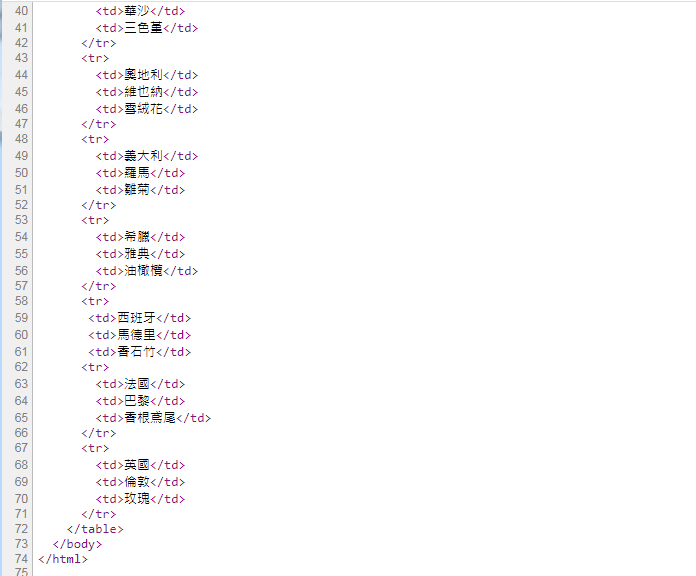 40 <td>華沙</td>
41 <td>三色堇</td>
42 </tr>
43 <tr>
44 <td>奧地利</td>
45 <td>維也納</td>
46 <td>雪絨花</td>
47 </tr>
48 <tr>
49 <td>義大利</td>
50 <td>羅馬</td>
51 <td>雛菊</td>
52 </tr>
53 <tr>
54 <td>希臘</td>
55 <td>雅典</td>
56 <td>油橄欖</td>
57 </tr>
58 <tr>
59 <td>西班牙</td>
60 <td>馬德里</td>
61 <td>香石竹</td>
62 <tr>
63 <td>法國</td>
64 <td>巴黎</td>
65 <td>香根鳶尾</td>
66 </tr>
67 <tr>
68 <td>英國</td>
69 <td>倫敦</td>
70 <td>玫瑰</td>
71 </tr>
72 </table>
73 </body>
74 </html>
75